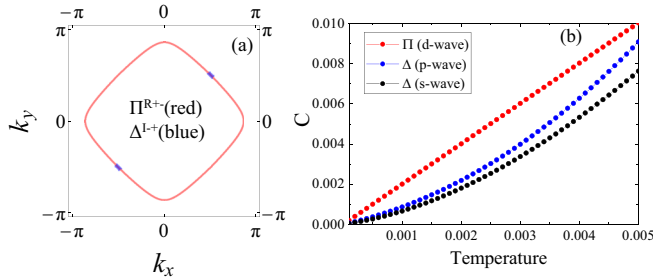 −π 0 π
π π
(a)
Π^{R+-}(red)
Δ^{I-+}(blue)
k_y 0 0
−π −π
−π 0 π
k_x
0.010
0.008
0.006
0.004
0.002
0.000
C
(b)
Π (d-wave)
Δ (p-wave)
Δ (s-wave)
0.001 0.002 0.003 0.004 0.005
Temperature